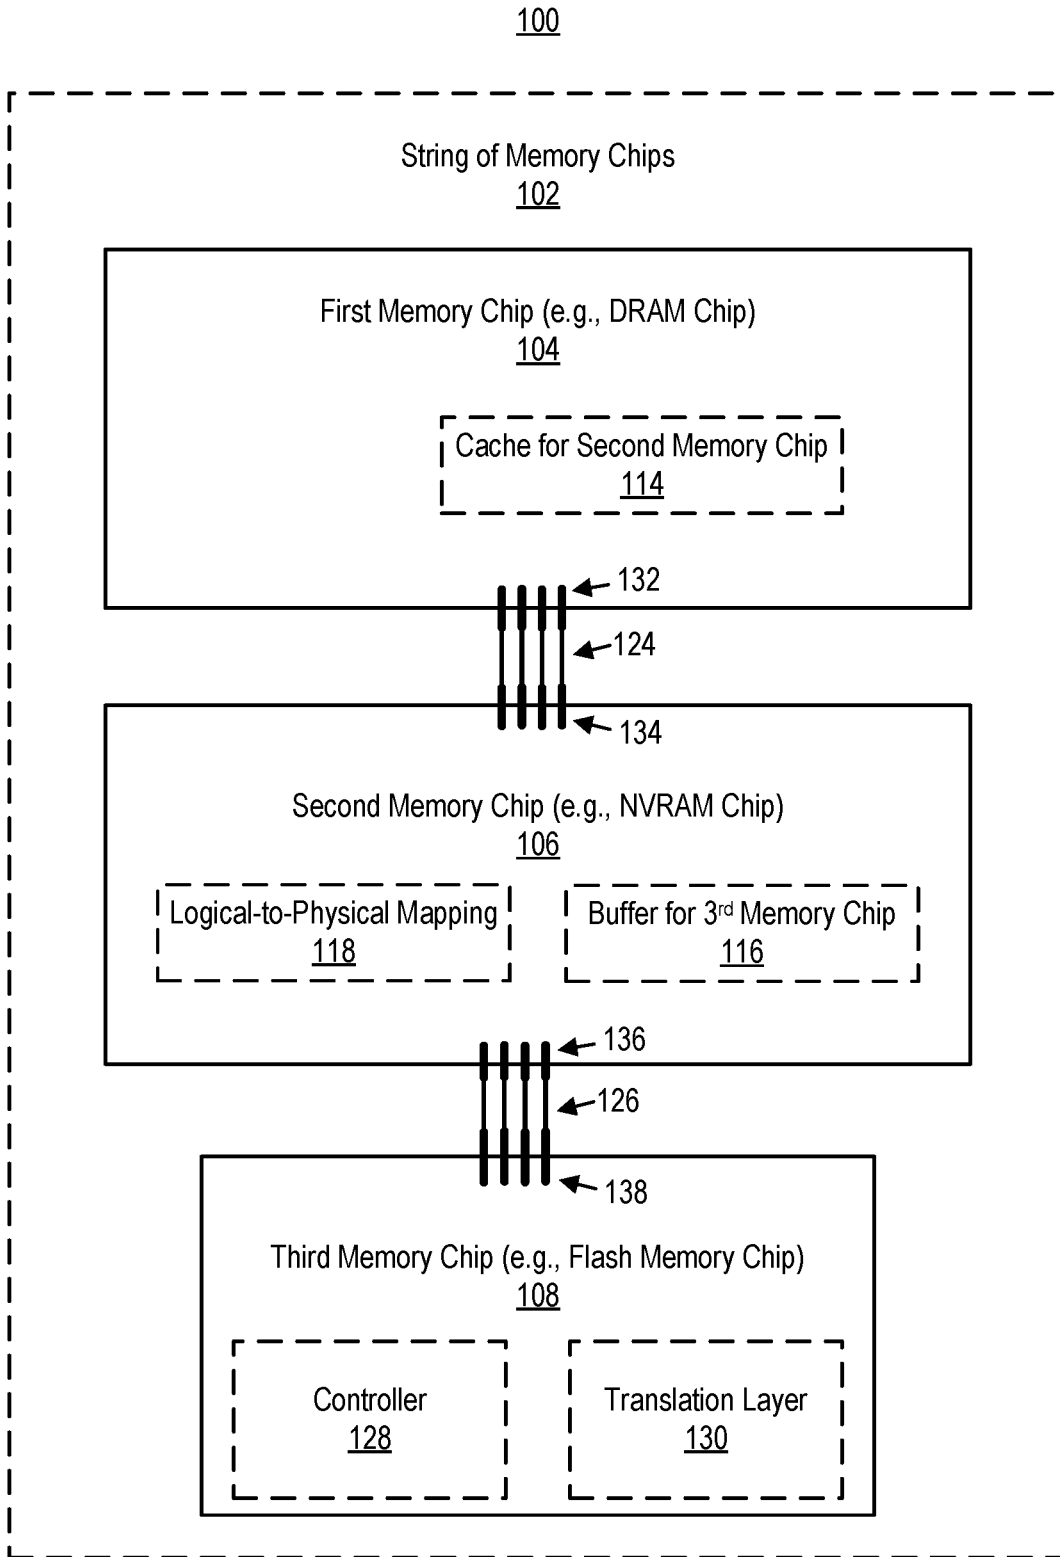 100
String of Memory Chips
102
First Memory Chip (e.g., DRAM Chip)
104
Cache for Second Memory Chip
114
132
124
134
Second Memory Chip (e.g., NVRAM Chip)
106
Logical-to-Physical Mapping
118
Buffer for 3rd Memory Chip
116
136
126
138
Third Memory Chip (e.g., Flash Memory Chip)
108
Controller
128
Translation Layer
130